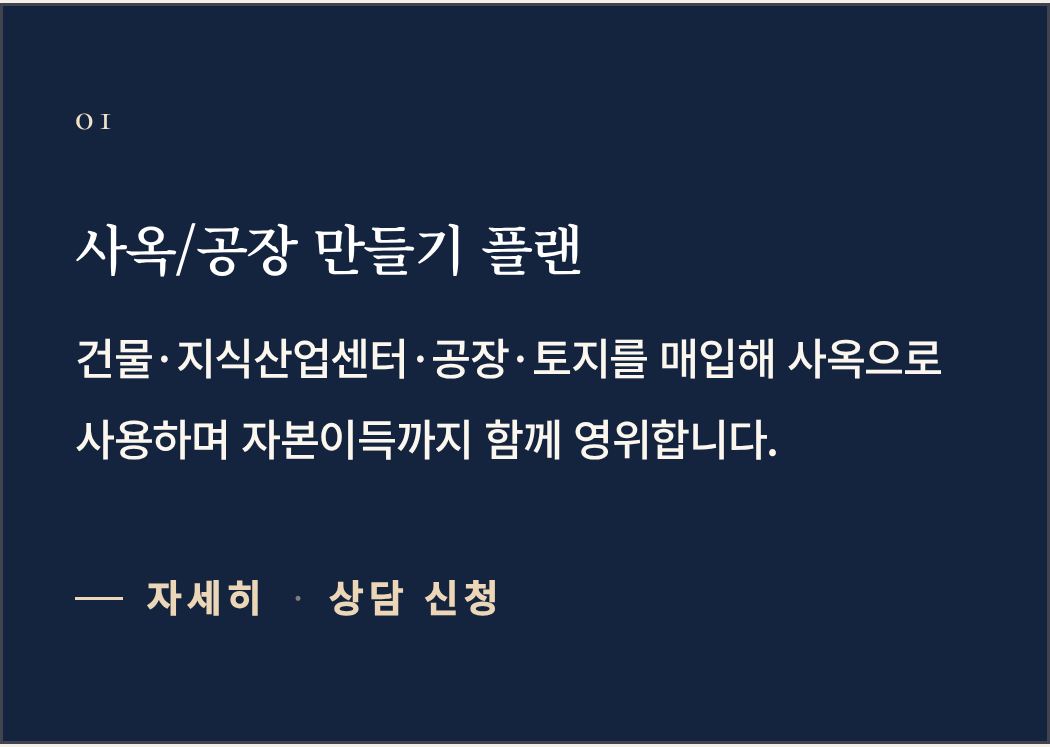 01
사옥/공장 만들기 플랜
건물·지식산업센터·공장·토지를 매입해 사옥으로
사용하며 자본이득까지 함께 영위합니다.
— 자세히 · 상담 신청